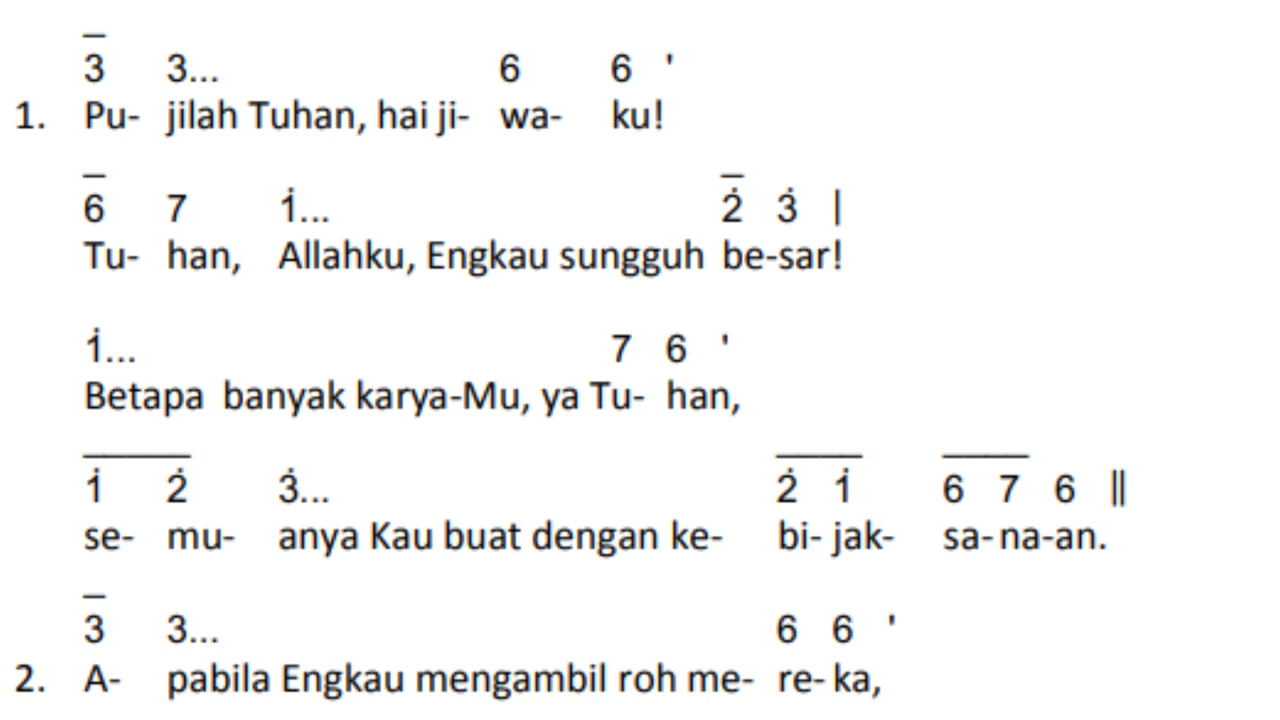 3̅ 3... 6 6 '
1. Pu- jilah Tuhan, hai ji- wa- ku!
6̅ 7 1̇... 2�dot̅ 3̇ |
Tu- han, Allahku, Engkau sungguh be-sar!
1̇... 7 6 '
Betapa banyak karya-Mu, ya Tu- han,
1̇ 2̇ 3̇... 2̇ 1̇ 6 7 6 ||
se- mu- anya Kau buat dengan ke- bi- jak- sa- na-an.
3̅ 3... 6 6 '
2. A- pabila Engkau mengambil roh me- re- ka,